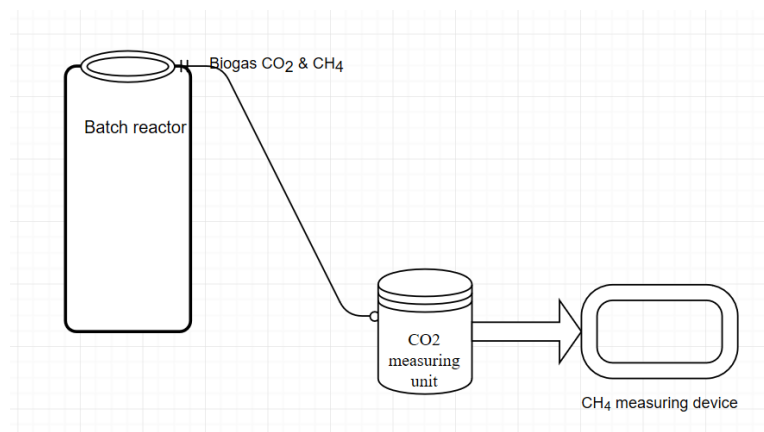 Biogas CO2 & CH4
Batch reactor
CO2
measuring
unit
CH4 measuring device